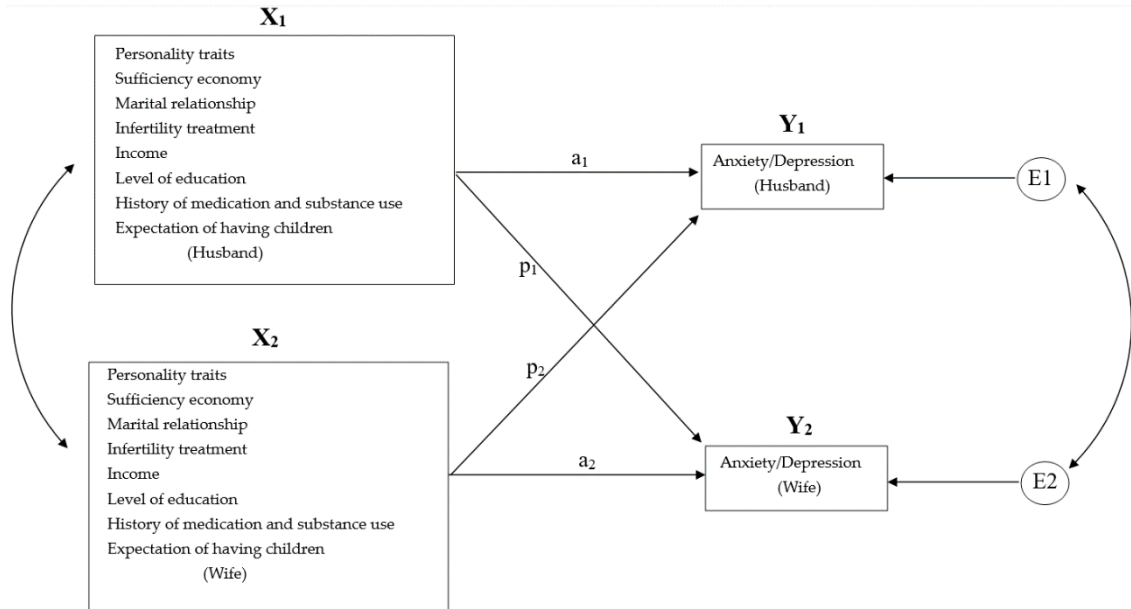 X₁
Personality traits
Sufficiency economy
Marital relationship
Infertility treatment
Income
Level of education
History of medication and substance use
Expectation of having children
(Husband)
X₂
Personality traits
Sufficiency economy
Marital relationship
Infertility treatment
Income
Level of education
History of medication and substance use
Expectation of having children
(Wife)
a₁
p₁
p₂
a₂
Y₁
Anxiety/Depression
(Husband)
Y₂
Anxiety/Depression
(Wife)
E1
E2